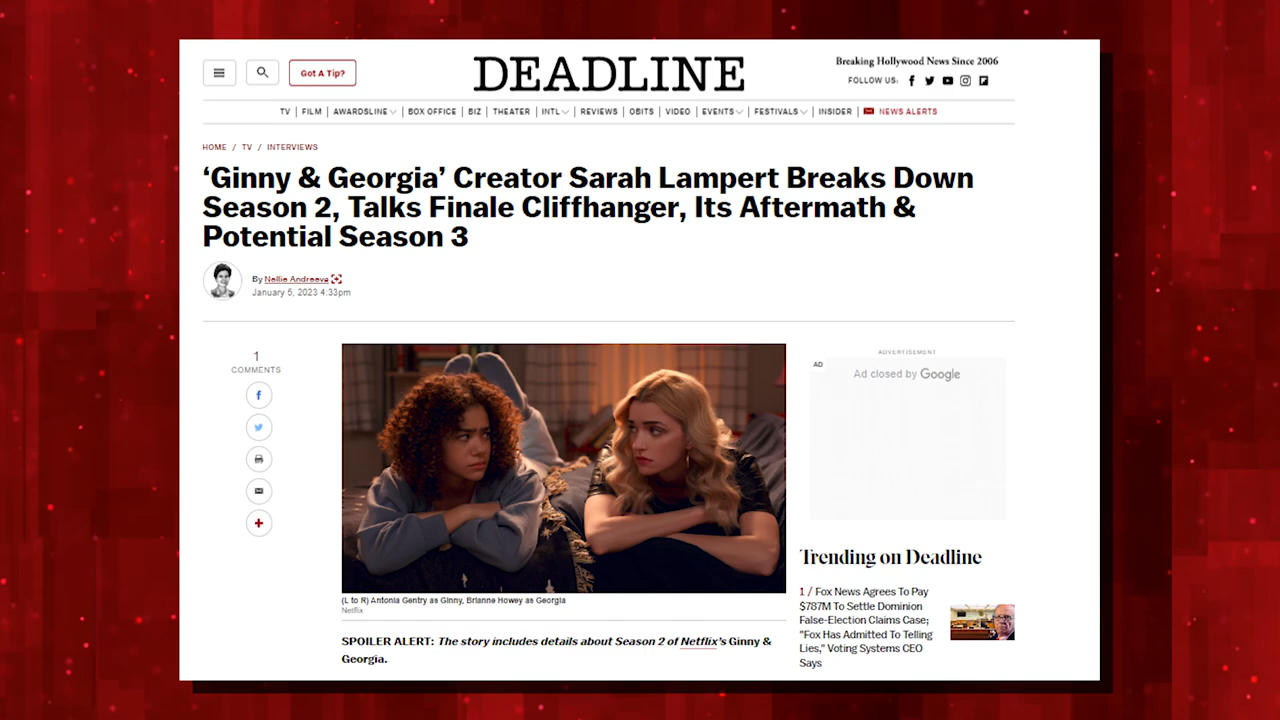 Got A Tip?
DEADLINE
Breaking Hollywood News Since 2006
FOLLOW US:
TV | FILM | AWARDSLINE | BOX OFFICE | BIZ | THEATER | INTL | REVIEWS | OBITS | VIDEO | EVENTS | FESTIVALS | INSIDER | NEWS ALERTS
HOME / TV / INTERVIEWS
‘Ginny & Georgia’ Creator Sarah Lampert Breaks Down
Season 2, Talks Finale Cliffhanger, Its Aftermath &
Potential Season 3
By Nellie Andreeva
January 5, 2023 4:33pm
1
COMMENTS
(L to R) Antonia Gentry as Ginny, Brianne Howey as Georgia
Netflix
SPOILER ALERT: The story includes details about Season 2 of Netflix’s Ginny &
Georgia.
ADVERTISEMENT
AD
Ad closed by Google
Trending on Deadline
1 / Fox News Agrees To Pay
$787M To Settle Dominion
False-Election Claims Case;
"Fox Has Admitted To Telling
Lies," Voting Systems CEO
Says